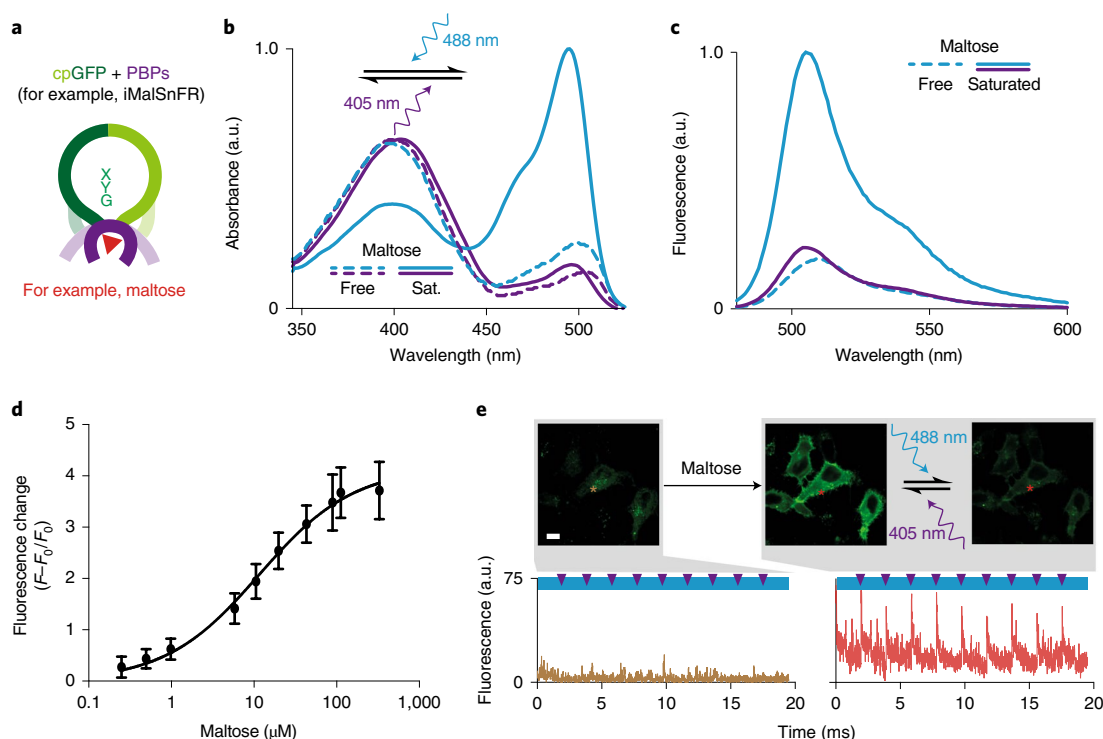 a
cpGFP + PBPs
(for example, iMalSnFR)
X
Y
G
For example, maltose
b
488 nm
405 nm
1.0
0
Absorbance (a.u.)
Maltose
Free
Sat.
350
400
450
500
Wavelength (nm)
c
Maltose
Free
Saturated
1.0
0
Fluorescence (a.u.)
500
550
600
Wavelength (nm)
d
Fluorescence change
(F–F0/F0)
5
4
3
2
1
0
0.1
1
10
100
1,000
Maltose (μM)
e
Maltose
488 nm
405 nm
*
*
*
Fluorescence (a.u.)
75
0
0
5
10
15
20
0
5
10
15
20
Time (ms)